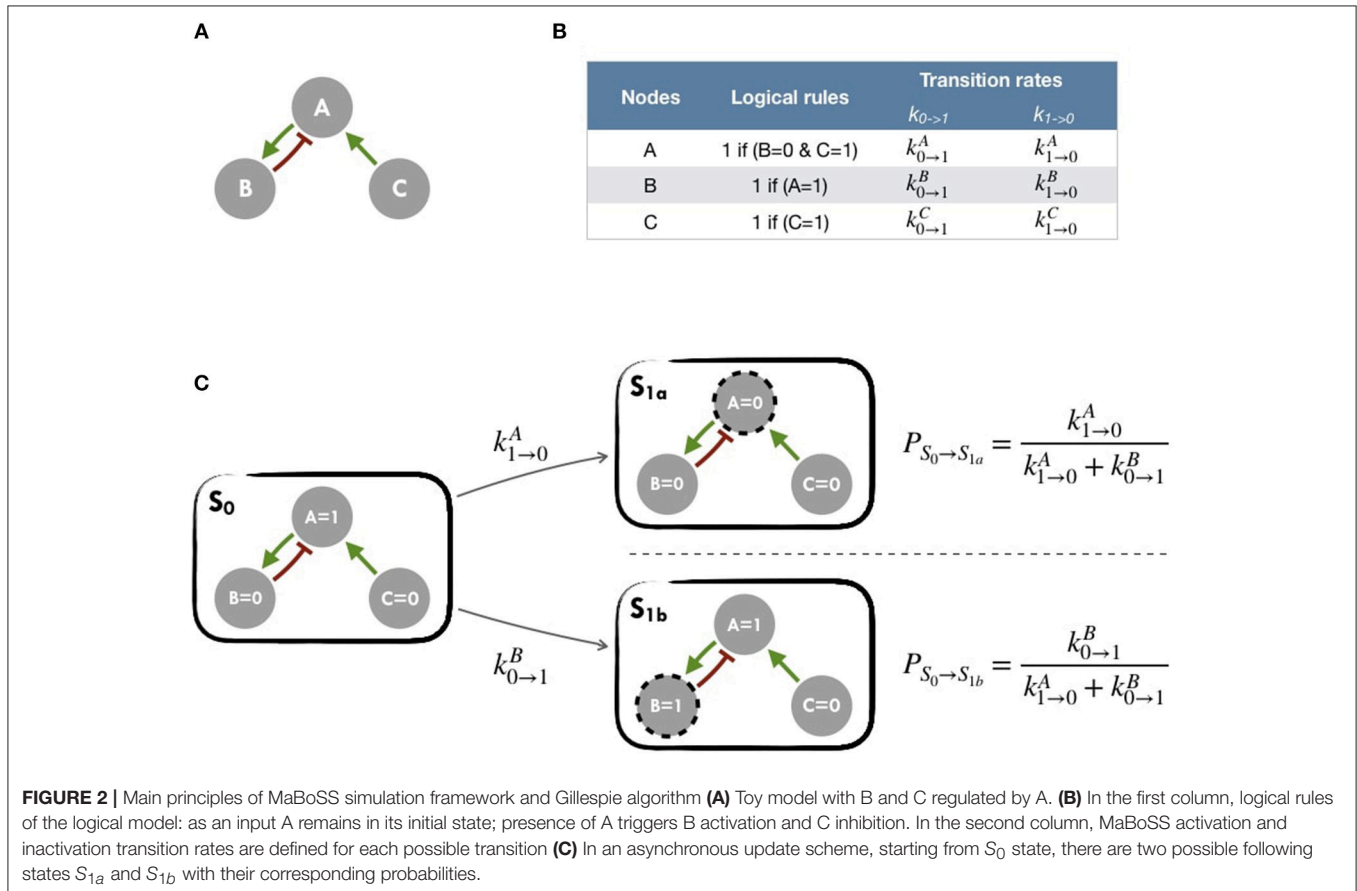 A
B
A
B
C
Nodes Logical rules Transition rates
k0->1 k1->0
A 1 if (B=0 & C=1) k^A_{0→1} k^A_{1→0}
B 1 if (A=1) k^B_{0→1} k^B_{1→0}
C 1 if (C=1) k^C_{0→1} k^C_{1→0}
C
S0
A=1
B=0 C=0
k^A_{1→0}
k^B_{0→1}
S1a
A=0
B=0 C=0
P_{S0→S1a} = k^A_{1→0} / (k^A_{1→0} + k^B_{0→1})
S1b
A=1
B=1 C=0
P_{S0→S1b} = k^B_{0→1} / (k^A_{1→0} + k^B_{0→1})
FIGURE 2 | Main principles of MaBoSS simulation framework and Gillespie algorithm (A) Toy model with B and C regulated by A. (B) In the first column, logical rules
of the logical model: as an input A remains in its initial state; presence of A triggers B activation and C inhibition. In the second column, MaBoSS activation and
inactivation transition rates are defined for each possible transition (C) In an asynchronous update scheme, starting from S0 state, there are two possible following
states S1a and S1b with their corresponding probabilities.